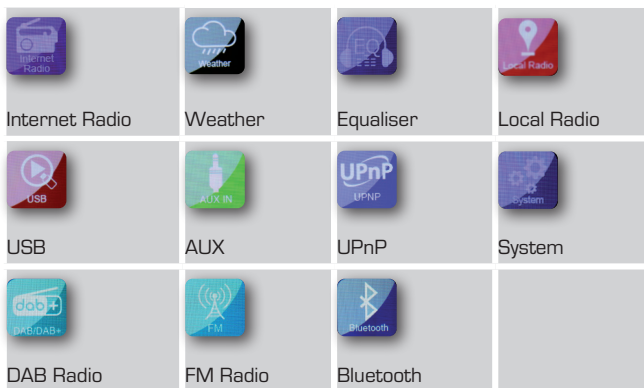 Internet
Radio
Weather
EQ
Local Radio
Internet Radio
Weather
Equaliser
Local Radio
USB
AUX IN
UPnP
UPNP
System
USB
AUX
UPnP
System
dab+
DAB/DAB+
FM
Bluetooth
DAB Radio
FM Radio
Bluetooth